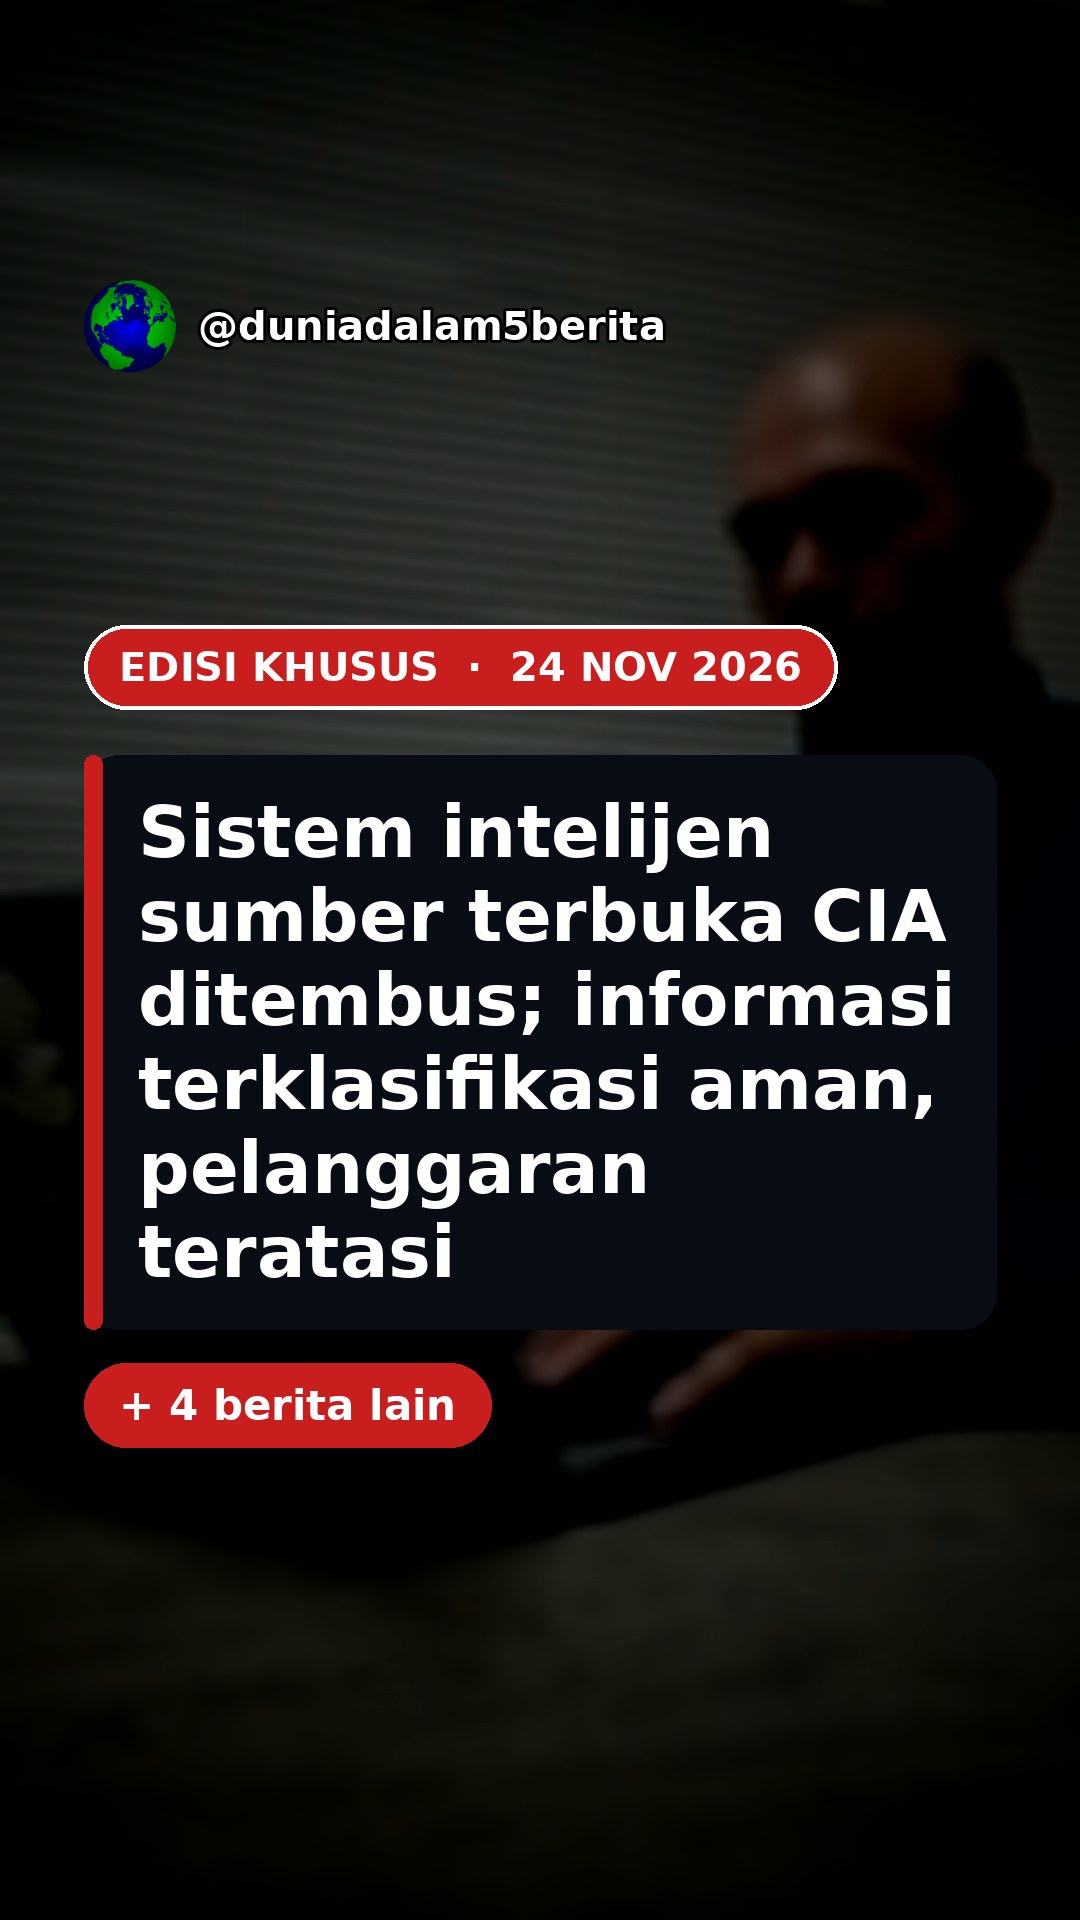 @duniadalam5berita
EDISI KHUSUS · 24 NOV 2026
Sistem intelijen
sumber terbuka CIA
ditembus; informasi
terklasifikasi aman,
pelanggaran
teratasi
+ 4 berita lain